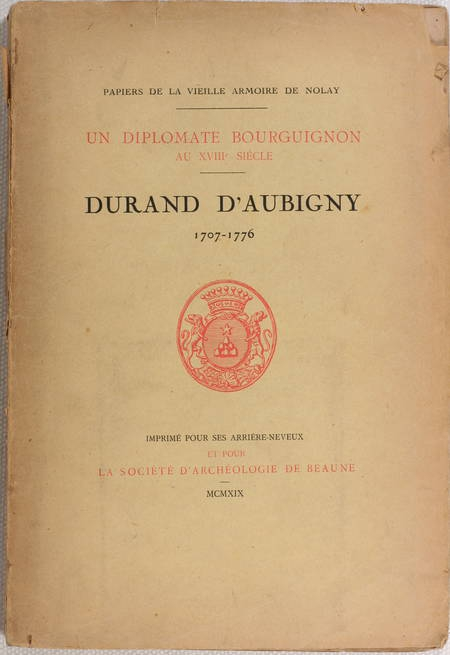 PAPIERS DE LA VIEILLE ARMOIRE DE NOLAY
UN DIPLOMATE BOURGUIGNON
AU XVIIIᵉ SIÈCLE
DURAND D'AUBIGNY
1707-1776
IMPRIMÉ POUR SES ARRIÈRE-NEVEUX
ET POUR
LA SOCIÉTÉ D'ARCHÉOLOGIE DE BEAUNE
—
MCMXIX